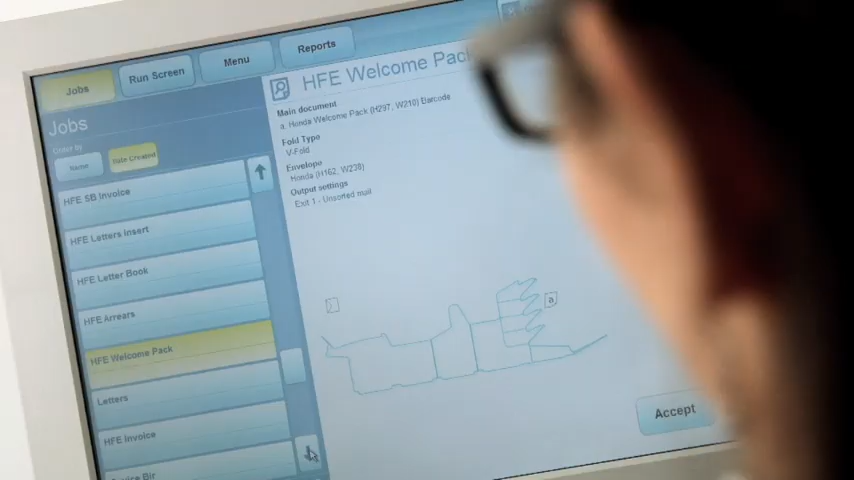 Jobs
Run Screen
Menu
Reports
Jobs
Order by
Name
Date Created
HFE SB Invoice
HFE Letters Insert
HFE Letter Book
HFE Arrears
HFE Welcome Pack
Letters
HFE Invoice
HFE Welcome Pac
Main document
a. Honda Welcome Pack (H297, W210) Barcode
Fold Type
V-Fold
Envelope
Honda (H162, W238)
Output settings
Exit 1 - Unsorted mail
a
Accept